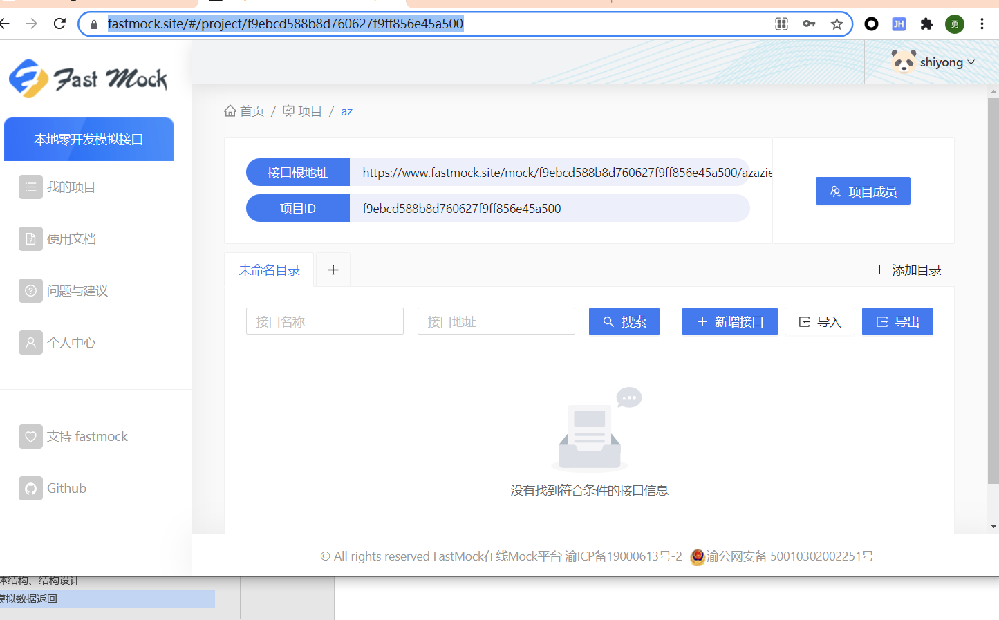 fastmock.site/#/project/f9ebcd588b8d760627f9ff856e45a500
JH
勇
Fast Mock
shiyong
本地零开发模拟接口
我的项目
使用文档
问题与建议
个人中心
支持 fastmock
Github
首页 / 项目 / az
接口根地址 https://www.fastmock.site/mock/f9ebcd588b8d760627f9ff856e45a500/azazie
项目ID f9ebcd588b8d760627f9ff856e45a500
项目成员
未命名目录 +
+ 添加目录
接口名称 接口地址 搜索 + 新增接口 导入 导出
没有找到符合条件的接口信息
© All rights reserved FastMock在线Mock平台 渝ICP备19000613号-2 渝公网安备 50010302002251号
体结构、结构设计
模拟数据返回